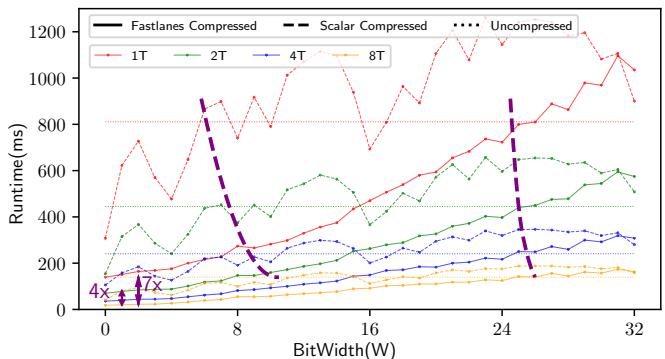 Fastlanes Compressed Scalar Compressed Uncompressed
1T 2T 4T 8T
1200
1000
800
600
400
200
0
Runtime(ms)
4x 7x
0 8 16 24 32
BitWidth(W)